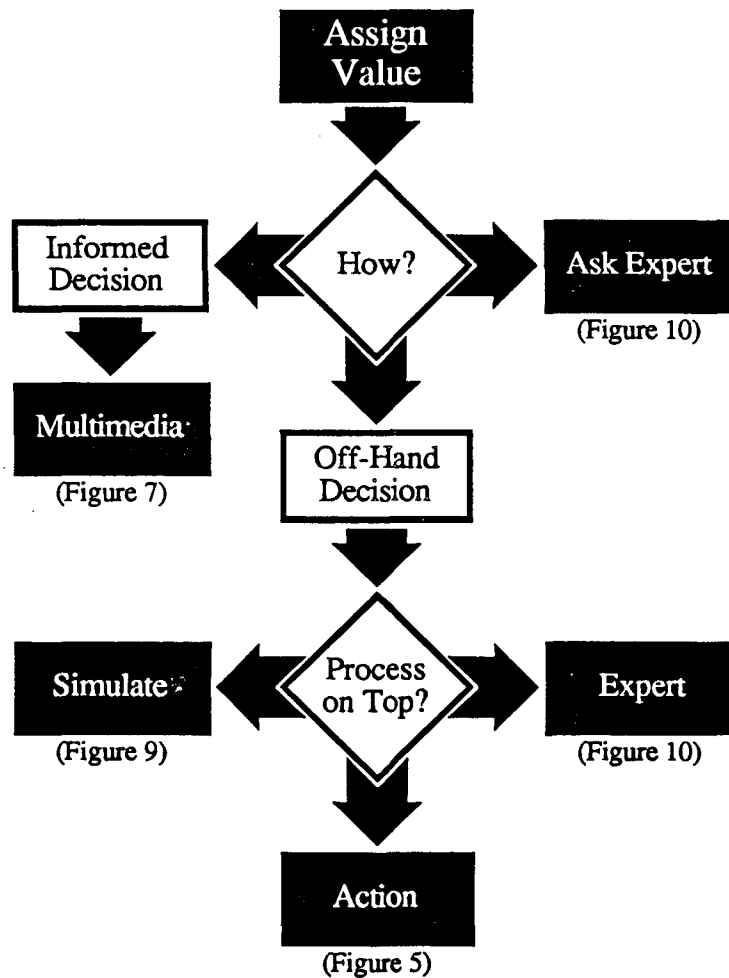 Assign
Value
Informed
Decision
How?
Ask Expert
(Figure 10)
Multimedia
(Figure 7)
Off-Hand
Decision
Simulate
(Figure 9)
Process
on Top?
Expert
(Figure 10)
Action
(Figure 5)